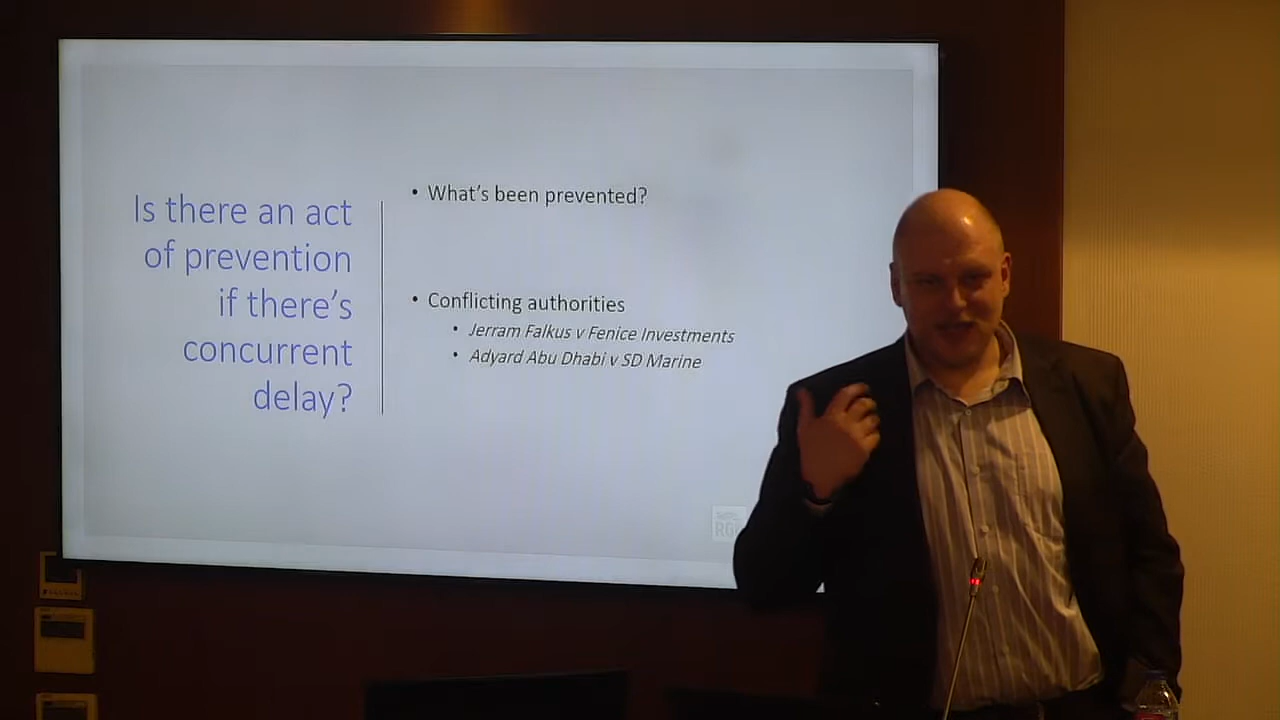 Is there an act
of prevention
if there's
concurrent
delay?
• What's been prevented?
• Conflicting authorities
• Jerram Falkus v Fenice Investments
• Adyard Abu Dhabi v SD Marine